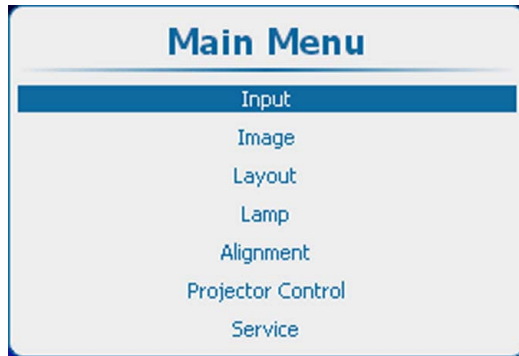 Main Menu
Input
Image
Layout
Lamp
Alignment
Projector Control
Service